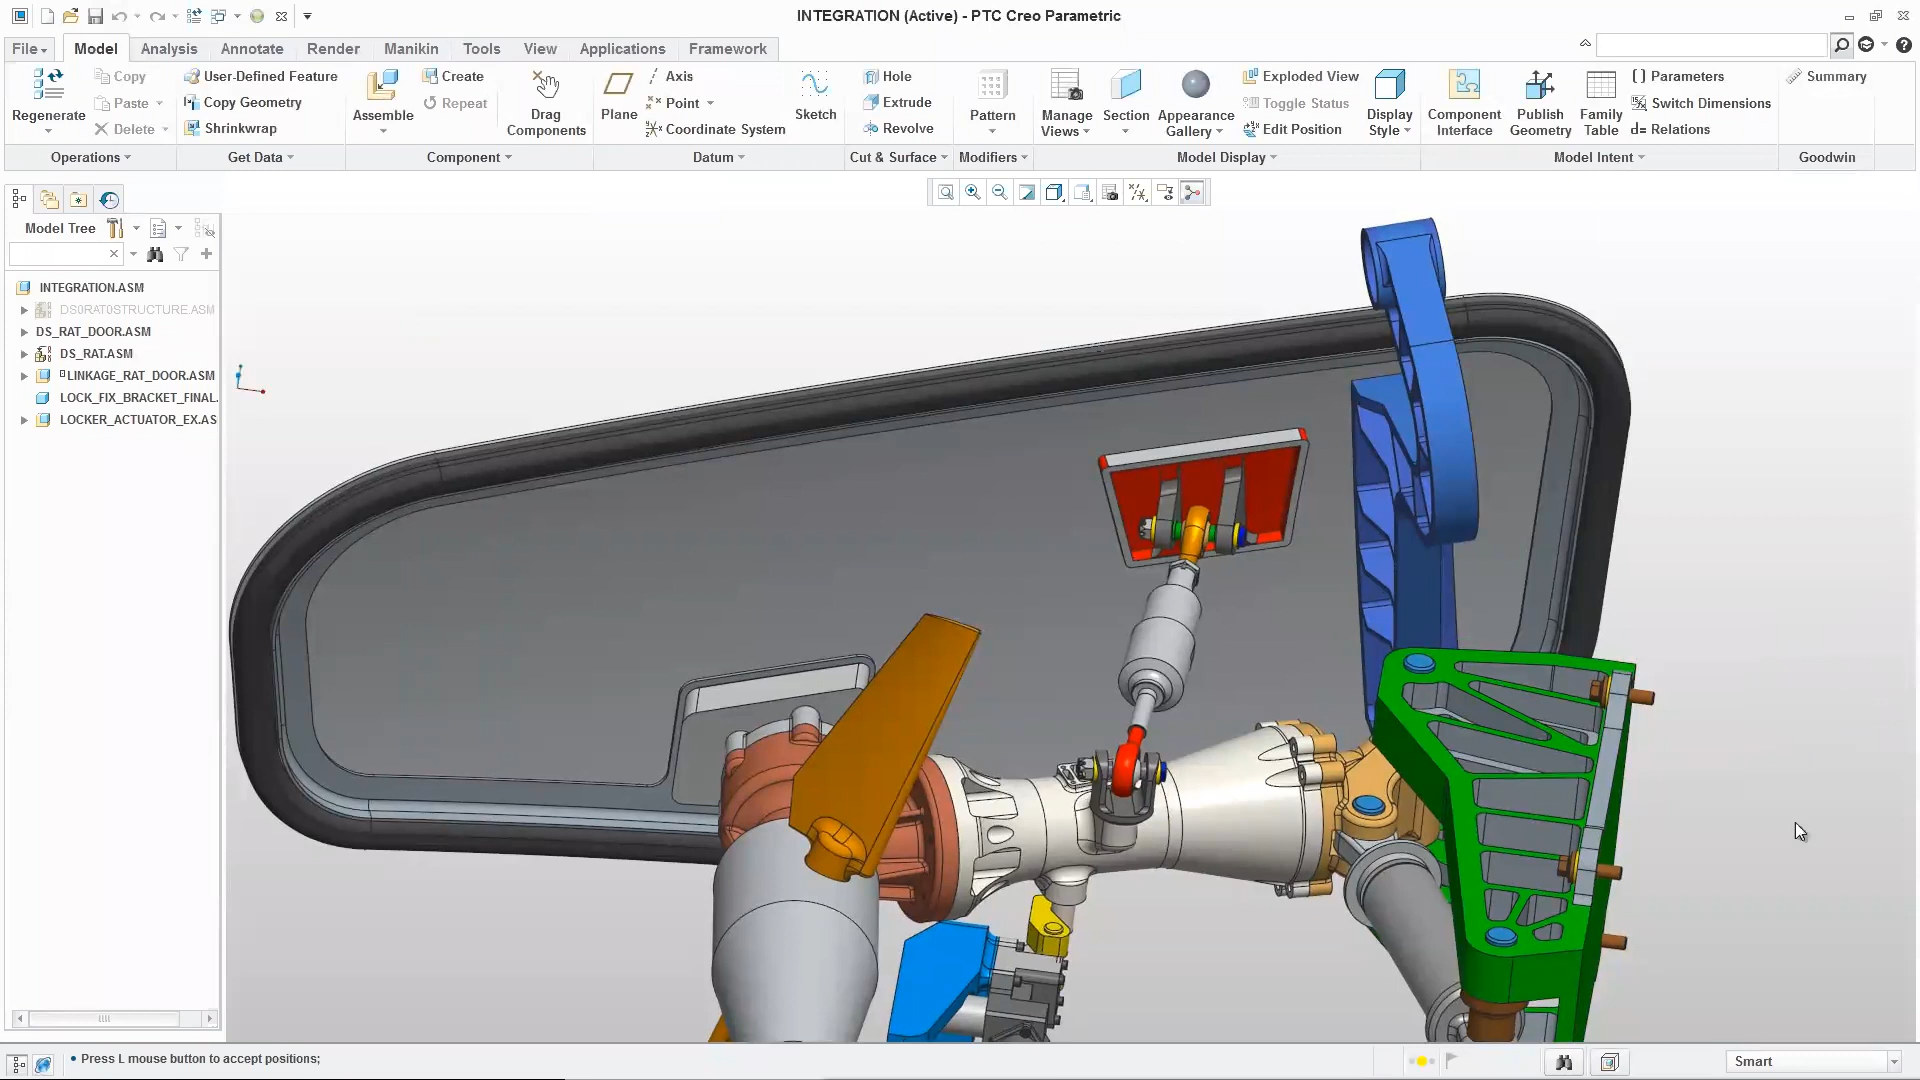 INTEGRATION (Active) - PTC Creo Parametric
File Model Analysis Annotate Render Manikin Tools View Applications Framework
Regenerate
Copy
Paste
Delete
Operations
User-Defined Feature
Copy Geometry
Shrinkwrap
Get Data
Assemble
Create
Repeat
Drag
Components
Component
Plane
Axis
Point
Coordinate System
Sketch
Datum
Hole
Extrude
Revolve
Cut & Surface
Pattern
Modifiers
Manage
Views
Section
Appearance
Gallery
Exploded View
Toggle Status
Edit Position
Display
Style
Model Display
Component
Interface
Publish
Geometry
Family
Table
Parameters
Switch Dimensions
d= Relations
Model Intent
Summary
Goodwin
Model Tree
INTEGRATION.ASM
DS0RAT0STRUCTURE.ASM
DS_RAT_DOOR.ASM
DS_RAT.ASM
LINKAGE_RAT_DOOR.ASM
LOCK_FIX_BRACKET_FINAL.
LOCKER_ACTUATOR_EX.AS
• Press L mouse button to accept positions;
Smart